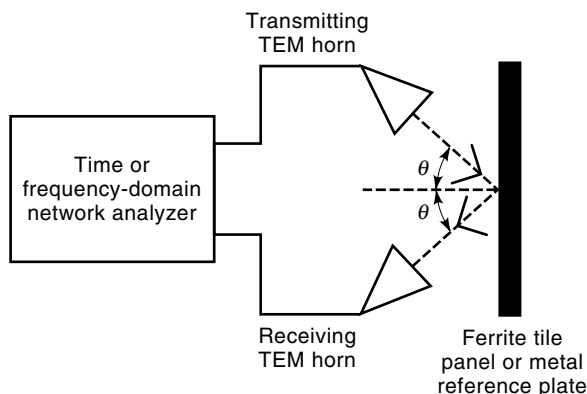 Transmitting
TEM horn
Time or
frequency-domain
network analyzer
θ
θ
Receiving
TEM horn
Ferrite tile
panel or metal
reference plate